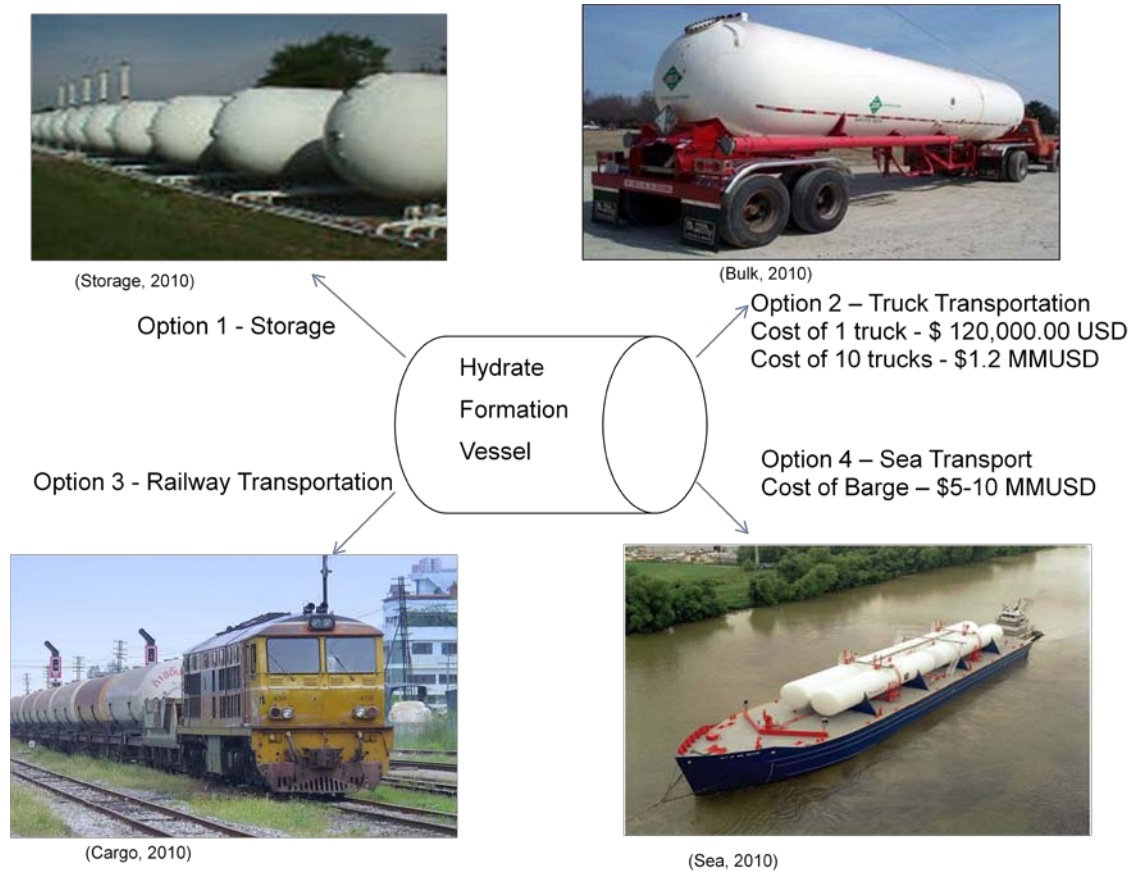 (Storage, 2010)
(Bulk, 2010)
Option 1 - Storage
Option 2 – Truck Transportation
Cost of 1 truck - $ 120,000.00 USD
Cost of 10 trucks - $1.2 MMUSD
Hydrate
Formation
Vessel
Option 3 - Railway Transportation
Option 4 – Sea Transport
Cost of Barge – $5-10 MMUSD
(Cargo, 2010)
(Sea, 2010)